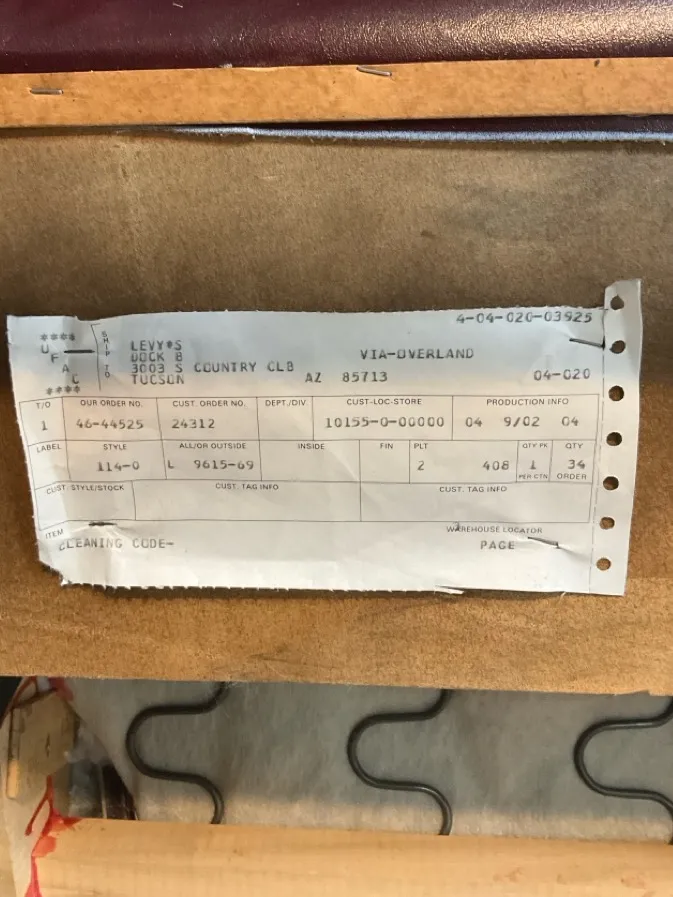 4-04-020-03925
****
UFAC
****
SHIP TO
LEVY#S
DOCK B
3003 S COUNTRY CLB
TUCSON AZ 85713
VIA-OVERLAND
04-020
T/O OUR ORDER NO. CUST. ORDER NO. DEPT./DIV. CUST-LOC-STORE PRODUCTION INFO
1 46-44525 24312 10155-0-00000 04 9/02 04
LABEL STYLE ALL/OR OUTSIDE INSIDE FIN PLT QTY PK QTY
114-0 L 9615-69 2 408 1 34
PER CTN ORDER
CUST. STYLE/STOCK CUST. TAG INFO CUST. TAG INFO
ITEM WAREHOUSE LOCATOR
CLEANING CODE- PAGE 1